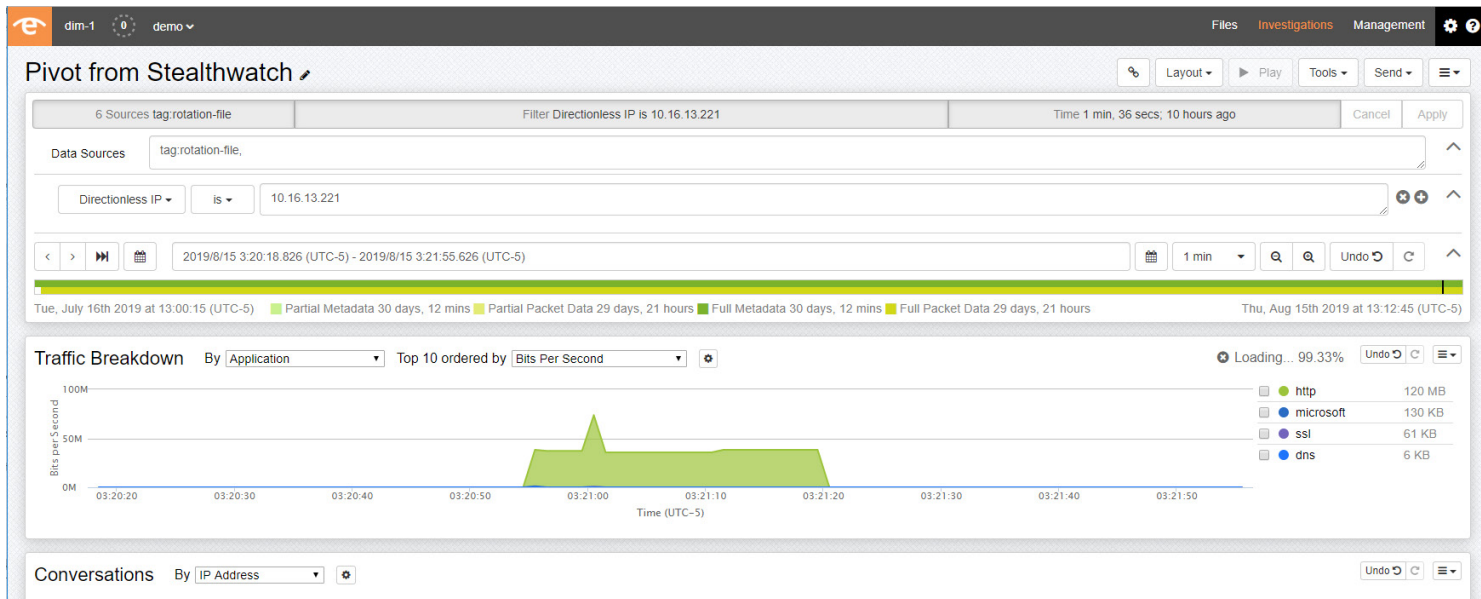 e dim-1 0 demo Files Investigations Management
Pivot from Stealthwatch Layout Play Tools Send
6 Sources tag:rotation-file Filter Directionless IP is 10.16.13.221 Time 1 min, 36 secs; 10 hours ago Cancel Apply
Data Sources tag:rotation-file,
Directionless IP is 10.16.13.221
2019/8/15 3:20:18.826 (UTC-5) - 2019/8/15 3:21:55.626 (UTC-5) 1 min Undo
Tue, July 16th 2019 at 13:00:15 (UTC-5) Partial Metadata 30 days, 12 mins Partial Packet Data 29 days, 21 hours Full Metadata 30 days, 12 mins Full Packet Data 29 days, 21 hours Thu, Aug 15th 2019 at 13:12:45 (UTC-5)
Traffic Breakdown By Application Top 10 ordered by Bits Per Second Loading... 99.33% Undo
100M
50M
0M
Bits per Second
03:20:20 03:20:30 03:20:40 03:20:50 03:21:00 03:21:10 03:21:20 03:21:30 03:21:40 03:21:50
Time (UTC-5)
http 120 MB
microsoft 130 KB
ssl 61 KB
dns 6 KB
Conversations By IP Address Undo